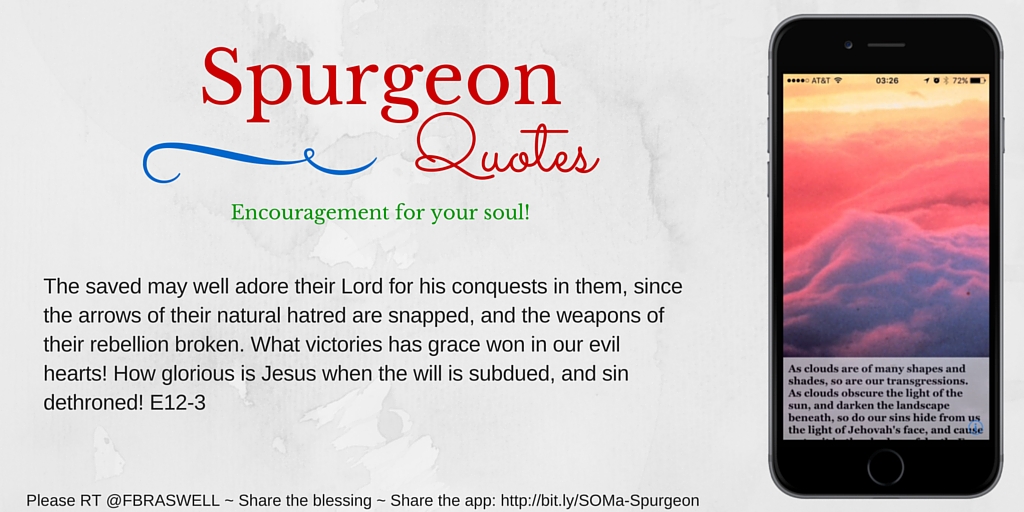 Spurgeon
Quotes
Encouragement for your soul!
The saved may well adore their Lord for his conquests in them, since
the arrows of their natural hatred are snapped, and the weapons of
their rebellion broken. What victories has grace won in our evil
hearts! How glorious is Jesus when the will is subdued, and sin
dethroned! E12-3
Please RT @FBRASWELL ~ Share the blessing ~ Share the app: http://bit.ly/SOMa-Spurgeon
AT&T 03:26 72%
As clouds are of many shapes and
shades, so are our transgressions.
As clouds obscure the light of the
sun, and darken the landscape
beneath, so do our sins hide from us
the light of Jehovah's face, and cause